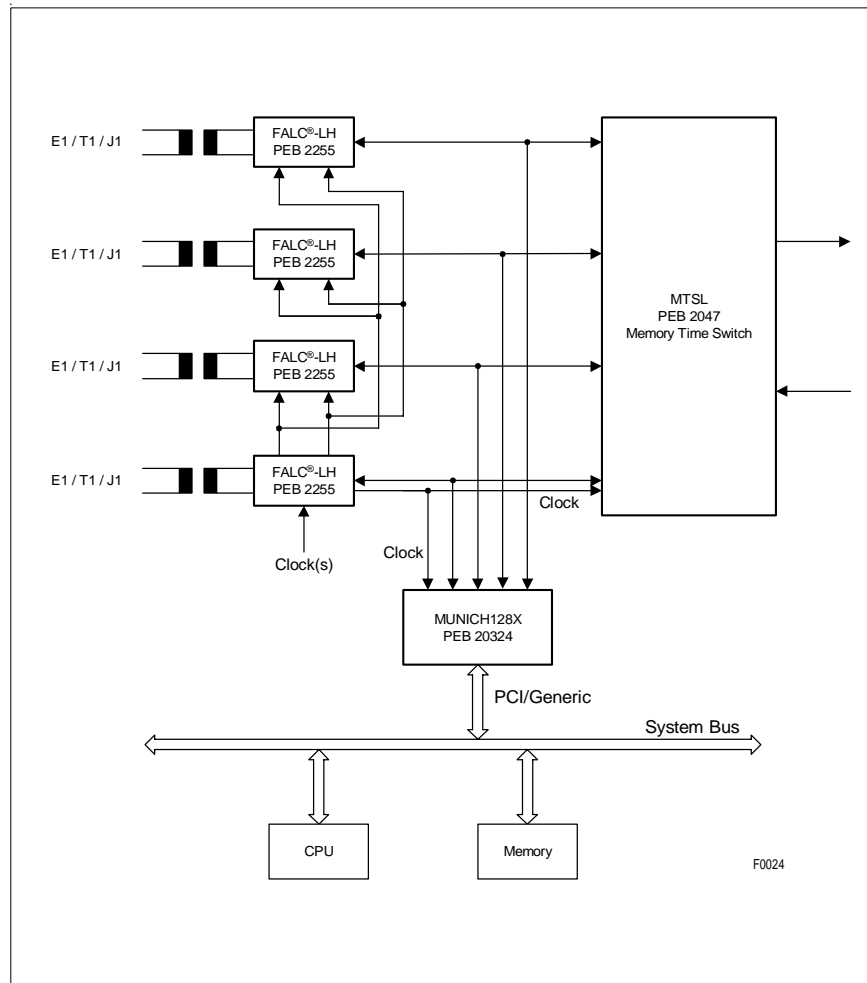 E1 / T1 / J1
FALC®-LH
PEB 2255
E1 / T1 / J1
FALC®-LH
PEB 2255
E1 / T1 / J1
FALC®-LH
PEB 2255
E1 / T1 / J1
FALC®-LH
PEB 2255
MTSL
PEB 2047
Memory Time Switch
Clock
Clock
Clock(s)
MUNICH128X
PEB 20324
PCI/Generic
System Bus
CPU
Memory
F0024